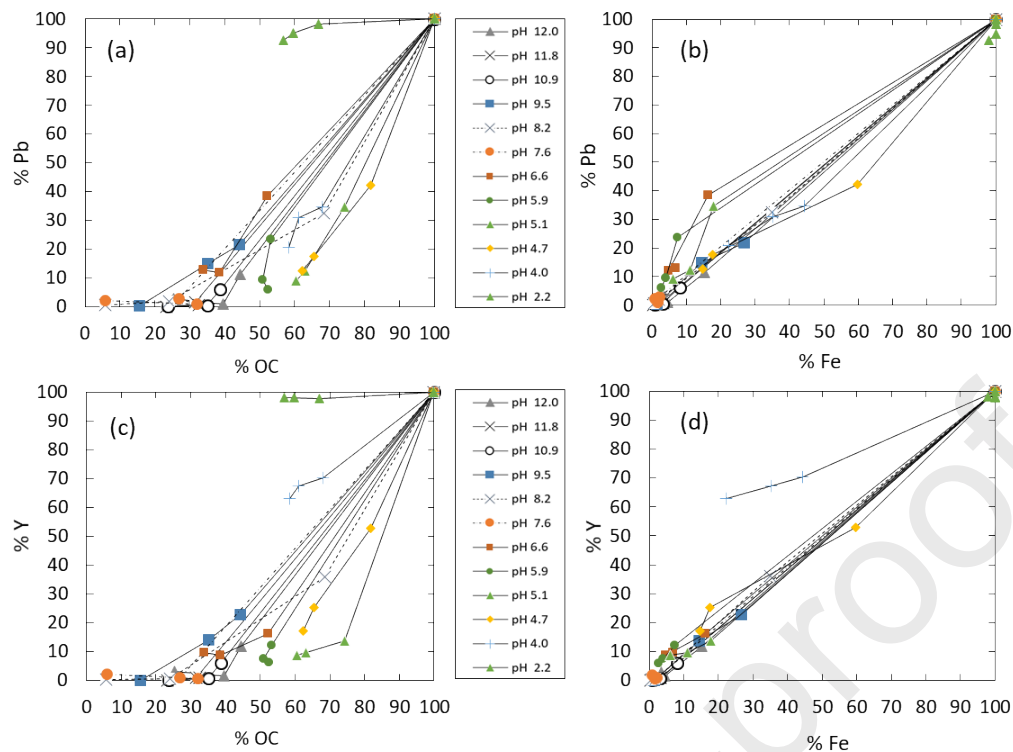 (a)
% Pb
100
90
80
70
60
50
40
30
20
10
0
0 10 20 30 40 50 60 70 80 90 100
% OC
pH 12.0
pH 11.8
pH 10.9
pH 9.5
pH 8.2
pH 7.6
pH 6.6
pH 5.9
pH 5.1
pH 4.7
pH 4.0
pH 2.2
(b)
% Pb
100
90
80
70
60
50
40
30
20
10
0
0 10 20 30 40 50 60 70 80 90 100
% Fe
(c)
% Y
100
90
80
70
60
50
40
30
20
10
0
0 10 20 30 40 50 60 70 80 90 100
% OC
pH 12.0
pH 11.8
pH 10.9
pH 9.5
pH 8.2
pH 7.6
pH 6.6
pH 5.9
pH 5.1
pH 4.7
pH 4.0
pH 2.2
(d)
% Y
100
90
80
70
60
50
40
30
20
10
0
0 10 20 30 40 50 60 70 80 90 100
% Fe
proof